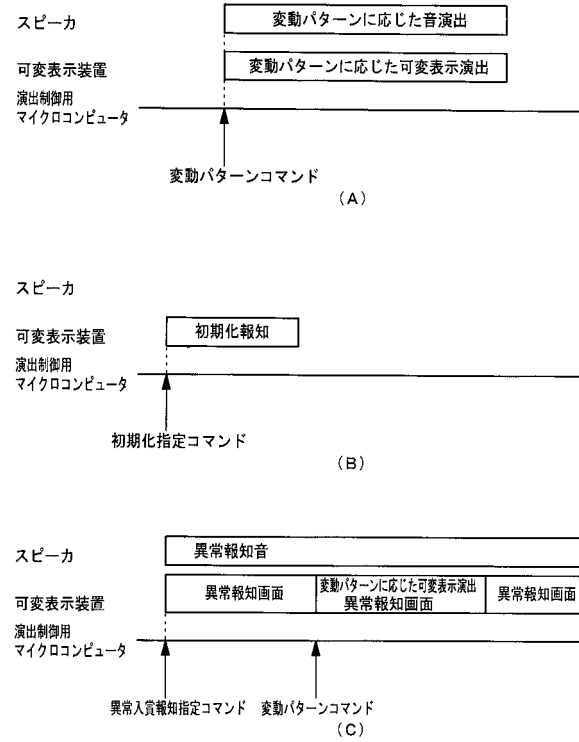 スピーカ
変動パターンに応じた音演出
可変表示装置
変動パターンに応じた可変表示演出
演出制御用
マイクロコンピュータ
変動パターンコマンド
(A)
スピーカ
可変表示装置
初期化報知
演出制御用
マイクロコンピュータ
初期化指定コマンド
(B)
スピーカ
異常報知音
可変表示装置
異常報知画面
変動パターンに応じた可変表示演出
異常報知画面
異常報知画面
演出制御用
マイクロコンピュータ
異常入賞報知指定コマンド
変動パターンコマンド
(C)